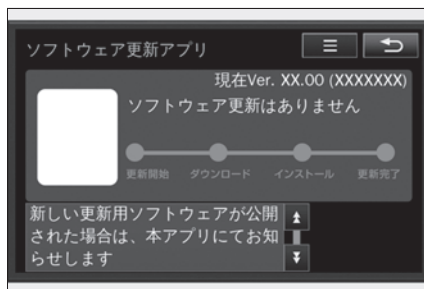 ソフトウェア更新アプリ
現在Ver. XX.00 (XXXXXXX)
ソフトウェア更新はありません
更新開始 ダウンロード インストール 更新完了
新しい更新用ソフトウェアが公開
された場合は、本アプリにてお知
らせします